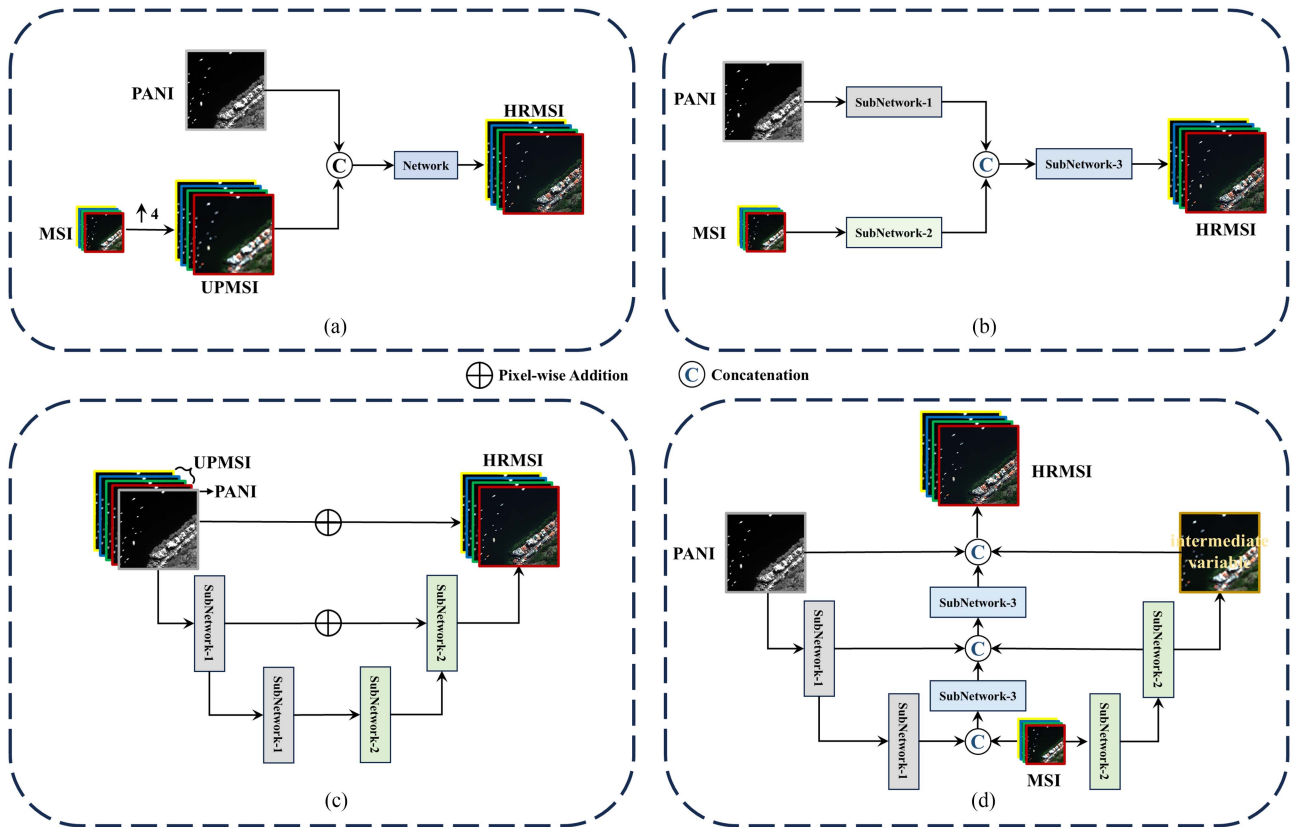 PANI
MSI
4
UPMSI
C
Network
HRMSI
(a)
PANI
SubNetwork-1
MSI
SubNetwork-2
C
SubNetwork-3
HRMSI
(b)
Pixel-wise Addition
C Concatenation
UPMSI
PANI
HRMSI
SubNetwork-1
SubNetwork-2
SubNetwork-1
SubNetwork-2
(c)
HRMSI
PANI
C
intermediate
variable
SubNetwork-3
SubNetwork-1
C
SubNetwork-2
SubNetwork-3
SubNetwork-1
C
SubNetwork-2
MSI
(d)